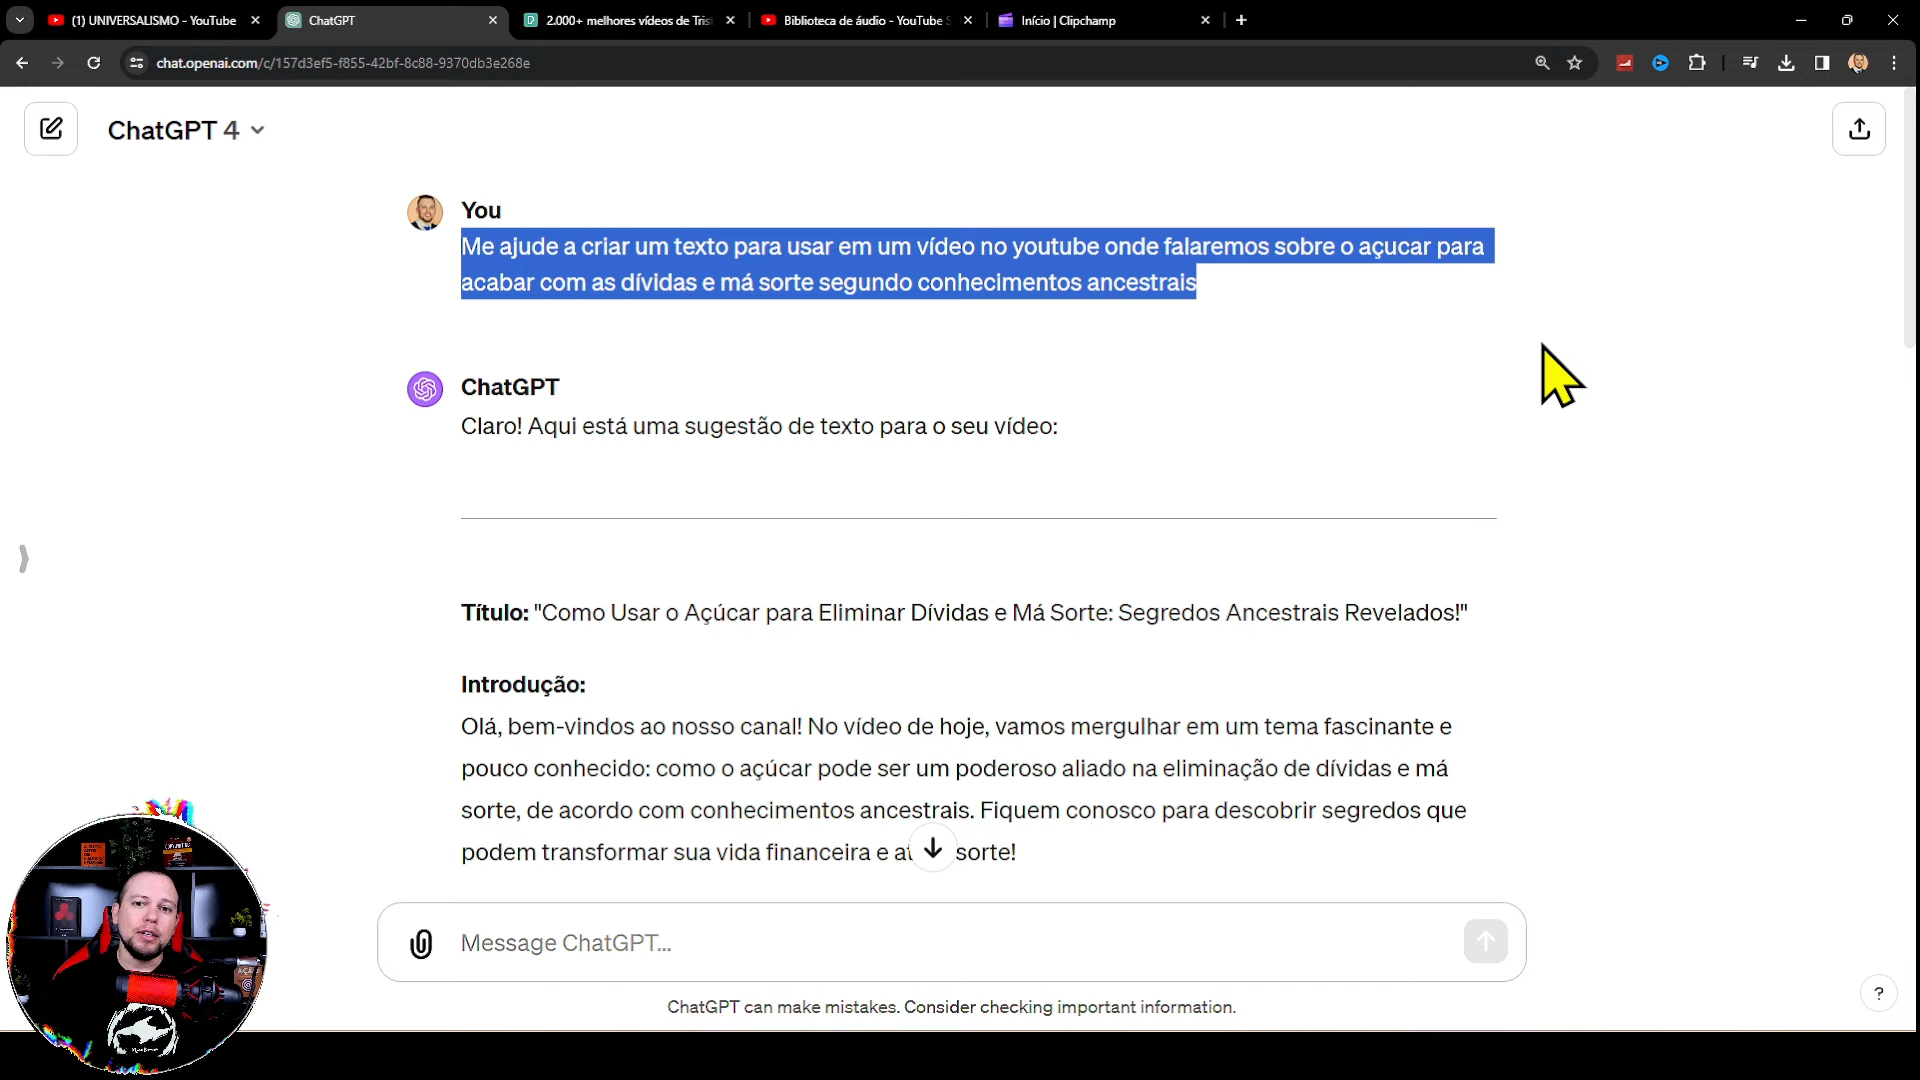 (1) UNIVERSALISMO - YouTube
ChatGPT
2.000+ melhores vídeos de Tris
Biblioteca de áudio - YouTube S
Início | Clipchamp
chat.openai.com/c/157d3ef5-f855-42bf-8c88-9370db3e268e
ChatGPT 4
You
Me ajude a criar um texto para usar em um vídeo no youtube onde falaremos sobre o açucar para
acabar com as dívidas e má sorte segundo conhecimentos ancestrais
ChatGPT
Claro! Aqui está uma sugestão de texto para o seu vídeo:
Título: "Como Usar o Açúcar para Eliminar Dívidas e Má Sorte: Segredos Ancestrais Revelados!"
Introdução:
Olá, bem-vindos ao nosso canal! No vídeo de hoje, vamos mergulhar em um tema fascinante e
pouco conhecido: como o açúcar pode ser um poderoso aliado na eliminação de dívidas e má
sorte, de acordo com conhecimentos ancestrais. Fiquem conosco para descobrir segredos que
podem transformar sua vida financeira e sorte!
Message ChatGPT...
ChatGPT can make mistakes. Consider checking important information.
?